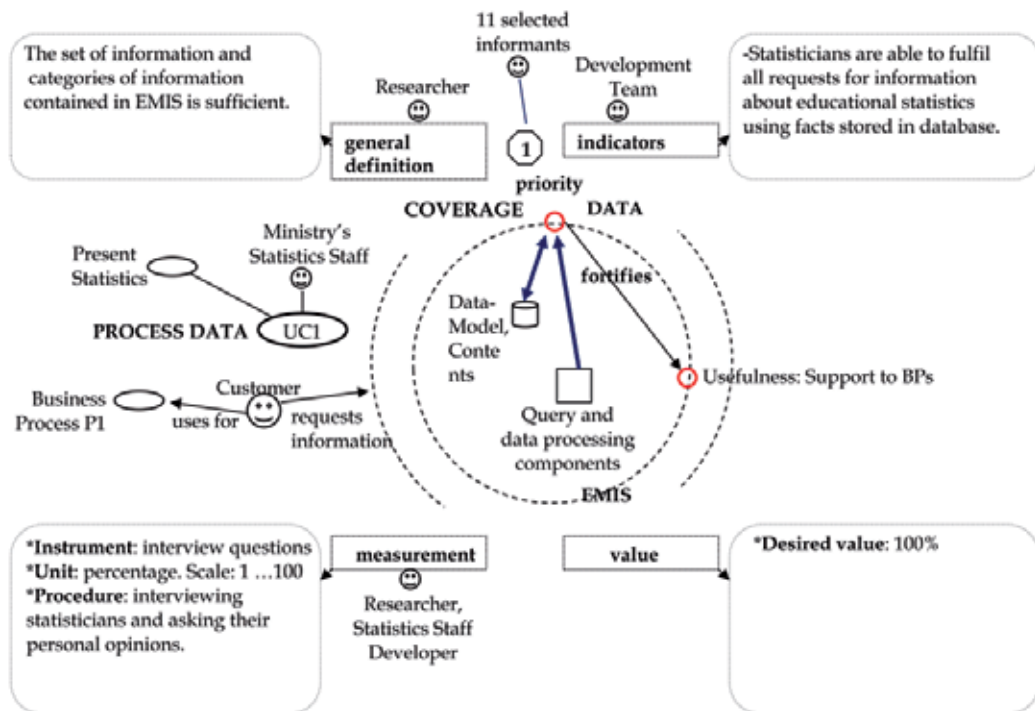 The set of information and
categories of information
contained in EMIS is sufficient.
11 selected
informants
Researcher
Development
Team
-Statisticians are able to fulfil
all requests for information
about educational statistics
using facts stored in database.
general
definition
1
indicators
priority
COVERAGE
DATA
Ministry's
Statistics Staff
Present
Statistics
PROCESS DATA
UC1
fortifies
Data-
Model,
Conte
nts
Usefulness: Support to BPs
Customer
Business
Process P1
uses for
requests
information
Query and
data processing
components
EMIS
*Instrument: interview questions
*Unit: percentage. Scale: 1 …100
*Procedure: interviewing
statisticians and asking their
personal opinions.
measurement
Researcher,
Statistics Staff
Developer
value
*Desired value: 100%